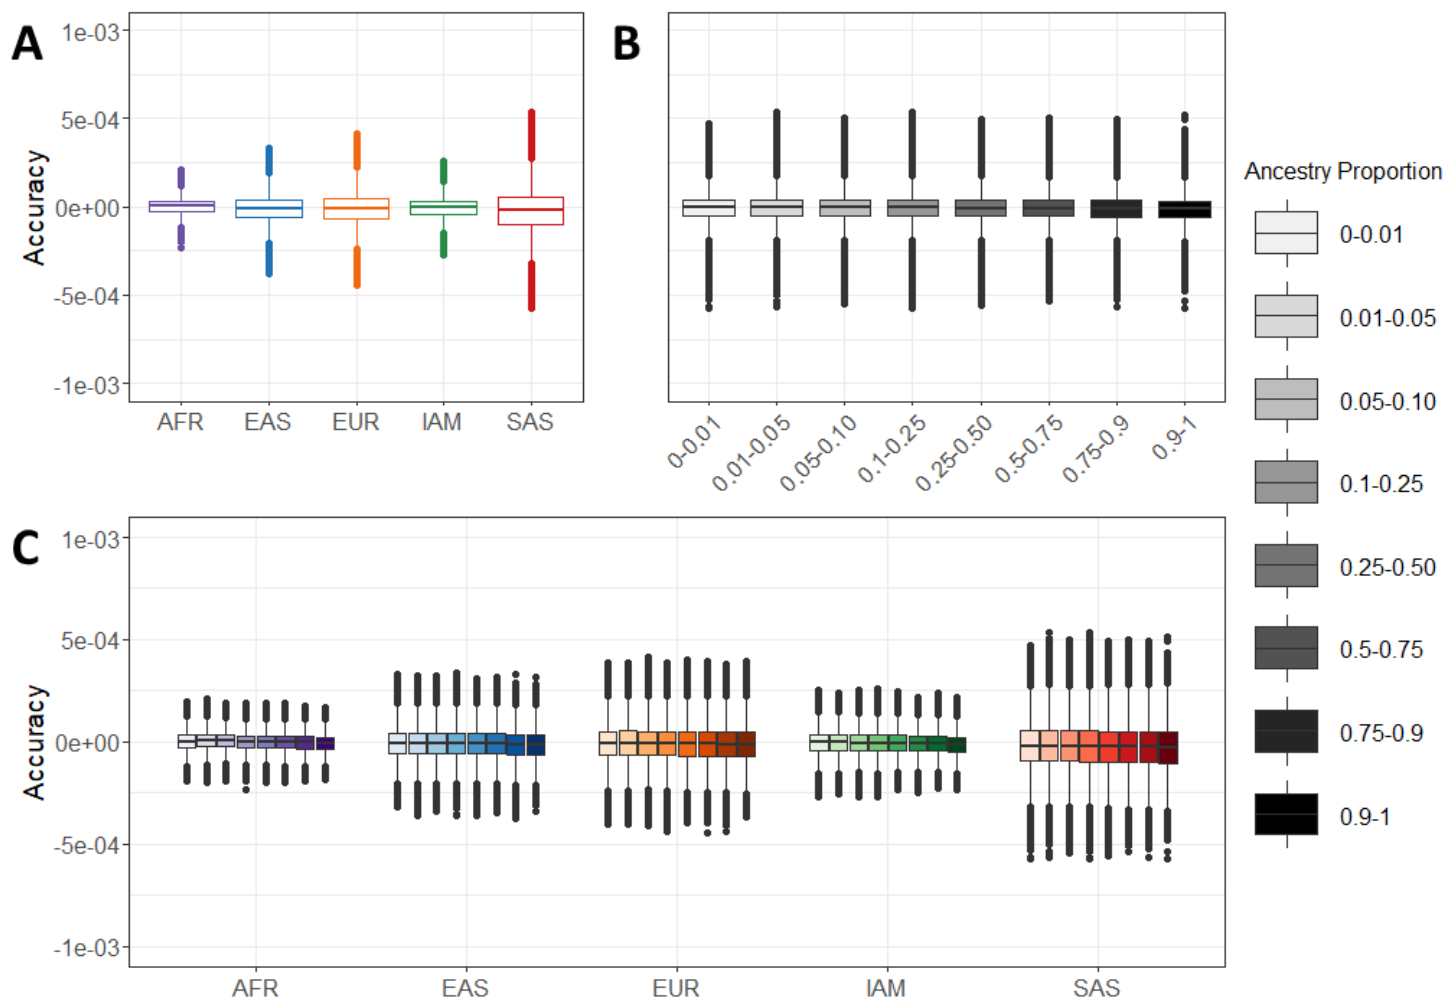 A
B
1e-03
5e-04
0e+00
-5e-04
-1e-03
Accuracy
AFR
EAS
EUR
IAM
SAS
0-0.01
0.01-0.05
0.05-0.10
0.1-0.25
0.25-0.50
0.5-0.75
0.75-0.9
0.9-1
Ancestry Proportion
0-0.01
0.01-0.05
0.05-0.10
0.1-0.25
0.25-0.50
0.5-0.75
0.75-0.9
0.9-1
C
1e-03
5e-04
0e+00
-5e-04
-1e-03
Accuracy
AFR
EAS
EUR
IAM
SAS